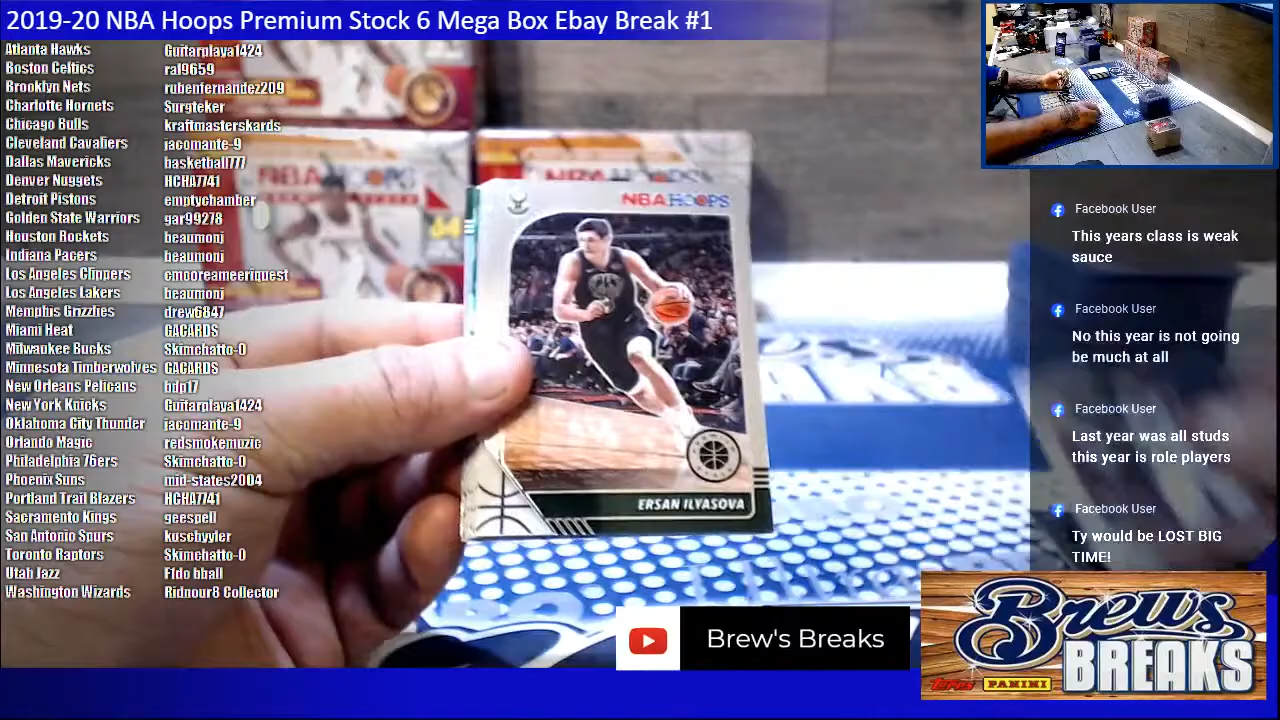 2019-20 NBA Hoops Premium Stock 6 Mega Box Ebay Break #1
Atlanta Hawks Guitarplaya1424
Boston Celtics ral9659
Brooklyn Nets rubenfernandez209
Charlotte Hornets Surgteker
Chicago Bulls kraftmasterskards
Cleveland Cavaliers jacomante-9
Dallas Mavericks basketball777
Denver Nuggets HCHA7741
Detroit Pistons emptychamber
Golden State Warriors gar99278
Houston Rockets beaumonj
Indiana Pacers beaumonj
Los Angeles Clippers cmooreameeriquest
Los Angeles Lakers beaumonj
Memphis Grizzlies drew6847
Miami Heat GACARDS
Milwaukee Bucks Skimchatto-0
Minnesota Timberwolves GACARDS
New Orleans Pelicans bdp17
New York Knicks Guitarplaya1424
Oklahoma City Thunder jacomante-9
Orlando Magic redsmokemuzic
Philadelphia 76ers Skimchatto-0
Phoenix Suns mid-states2004
Portland Trail Blazers HCHA7741
Sacramento Kings geespell
San Antonio Spurs kuschyyler
Toronto Raptors Skimchatto-0
Utah Jazz Fldo bball
Washington Wizards Ridnour8 Collector
NBA HOOPS
NBA HOOPS
NBA HOOPS
ERSAN ILYASOVA
Facebook User
This years class is weak
sauce
Facebook User
No this year is not going
be much at all
Facebook User
Last year was all studs
this year is role players
Facebook User
Ty would be LOST BIG
TIME!
Brew's Breaks
Brew's
BREAKS
Topps PANINI